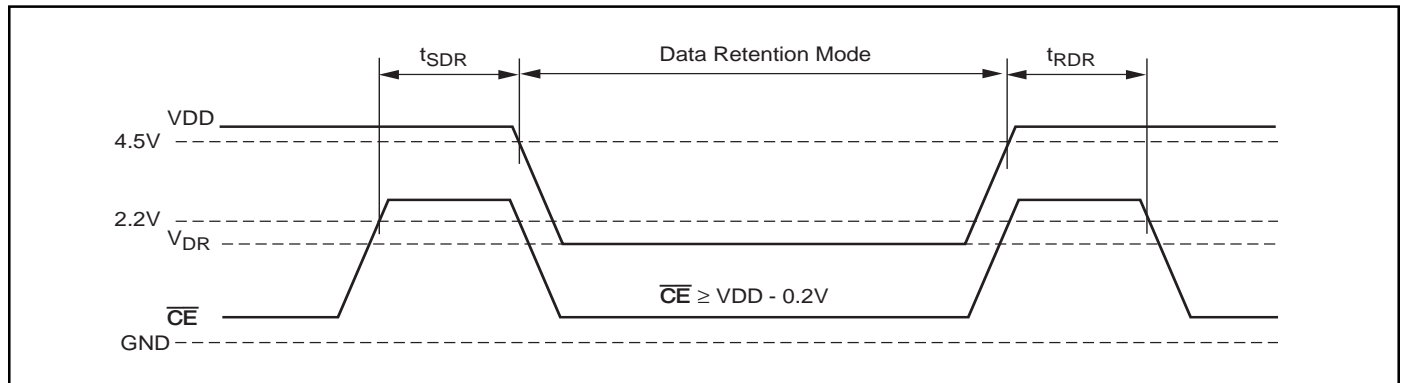 tSDR Data Retention Mode tRDR
VDD
4.5V
2.2V
VDR
CE ≥ VDD - 0.2V
CE
GND